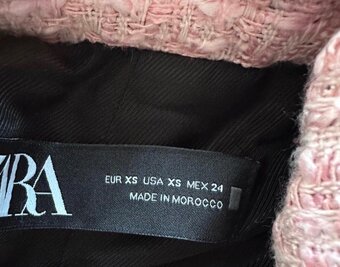 ZARA
EUR XS USA XS MEX 24
MADE IN MOROCCO